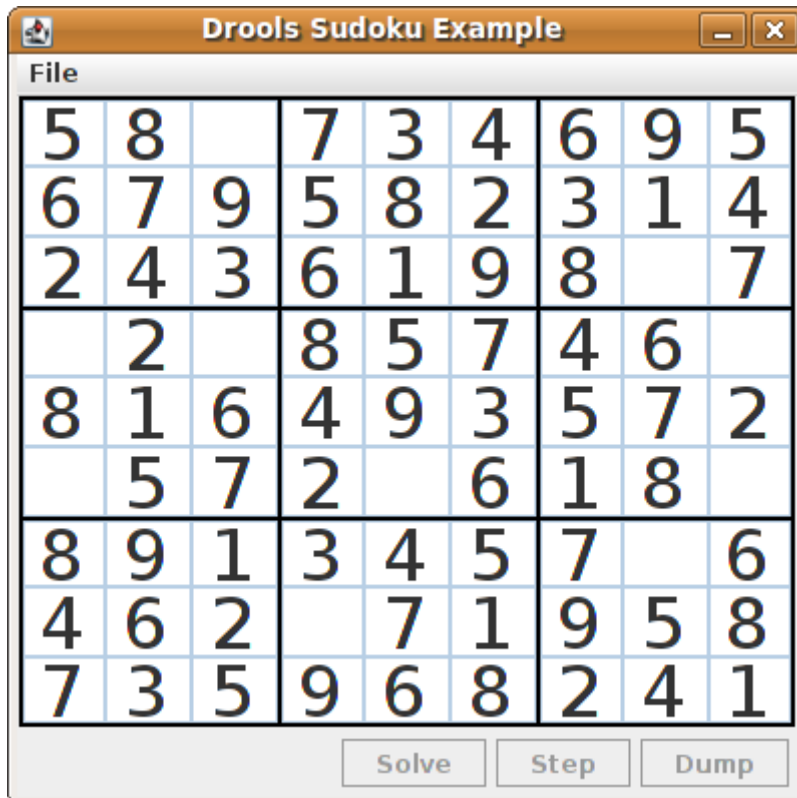 Drools Sudoku Example
File
5 8 7 3 4 6 9 5
6 7 9 5 8 2 3 1 4
2 4 3 6 1 9 8 7
2 8 5 7 4 6
8 1 6 4 9 3 5 7 2
5 7 2 6 1 8
8 9 1 3 4 5 7 6
4 6 2 7 1 9 5 8
7 3 5 9 6 8 2 4 1
Solve Step Dump